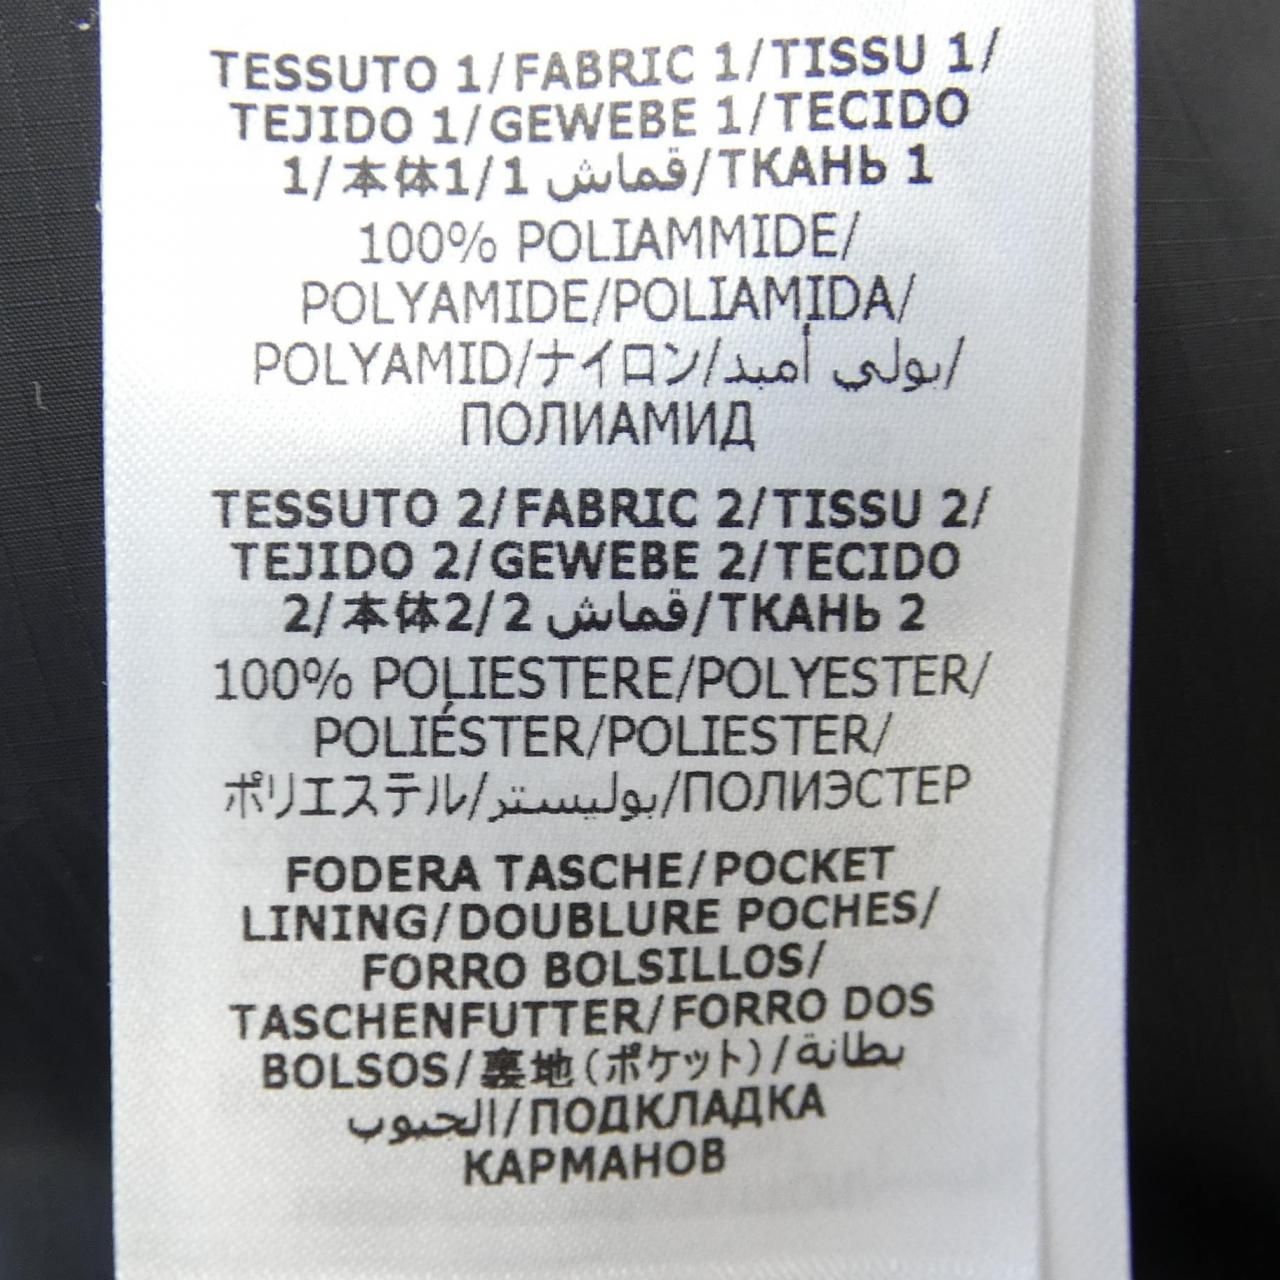 TESSUTO 1/FABRIC 1/TISSU 1/
TEJIDO 1/GEWEBE 1/TECIDO
1/本体1/1 قماش/ТКАНЬ 1
100% POLIAMMIDE/
POLYAMIDE/POLIAMIDA/
POLYAMID/ナイロン/بولي أميد/
ПОЛИАМИД
TESSUTO 2/FABRIC 2/TISSU 2/
TEJIDO 2/GEWEBE 2/TECIDO
2/本体2/2 قماش/ТКАНЬ 2
100% POLIESTERE/POLYESTER/
POLIÉSTER/POLIESTER/
ポリエステル/بوليستر/ПОЛИЭСТЕР
FODERA TASCHE/POCKET
LINING/DOUBLURE POCHES/
FORRO BOLSILLOS/
TASCHENFUTTER/FORRO DOS
BOLSOS/裏地(ポケット)/بطانة
الجيوب/ПОДКЛАДКА
КАРМАНОВ